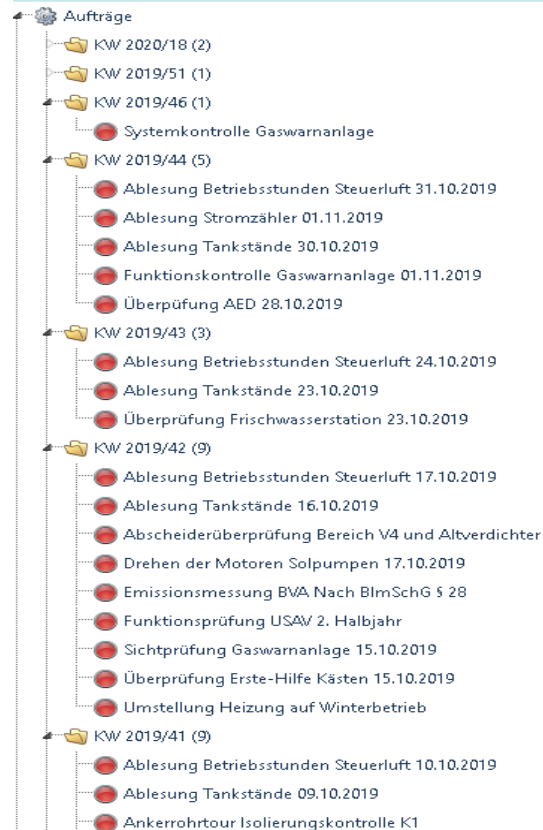 Aufträge
KW 2020/18 (2)
KW 2019/51 (1)
KW 2019/46 (1)
Systemkontrolle Gaswarnanlage
KW 2019/44 (5)
Ablesung Betriebsstunden Steuerluft 31.10.2019
Ablesung Stromzähler 01.11.2019
Ablesung Tankstände 30.10.2019
Funktionskontrolle Gaswarnanlage 01.11.2019
Überpüfung AED 28.10.2019
KW 2019/43 (3)
Ablesung Betriebsstunden Steuerluft 24.10.2019
Ablesung Tankstände 23.10.2019
Überprüfung Frischwasserstation 23.10.2019
KW 2019/42 (9)
Ablesung Betriebsstunden Steuerluft 17.10.2019
Ablesung Tankstände 16.10.2019
Abscheiderüberprüfung Bereich V4 und Altverdichter
Drehen der Motoren Solpumpen 17.10.2019
Emissionsmessung BVA Nach BImSchG § 28
Funktionsprüfung USAV 2. Halbjahr
Sichtprüfung Gaswarnanlage 15.10.2019
Überprüfung Erste-Hilfe Kästen 15.10.2019
Umstellung Heizung auf Winterbetrieb
KW 2019/41 (9)
Ablesung Betriebsstunden Steuerluft 10.10.2019
Ablesung Tankstände 09.10.2019
Ankerrohrtour Isolierungskontrolle K1